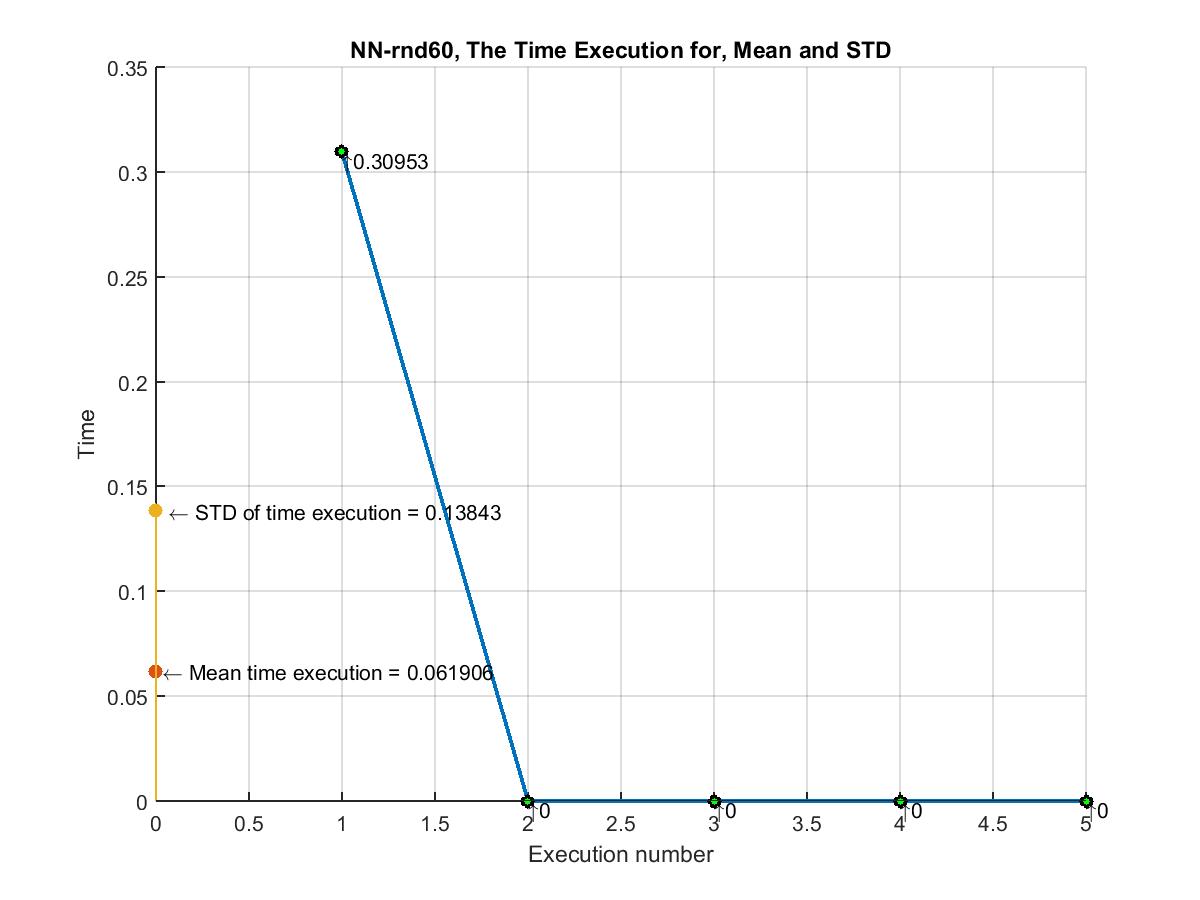 NN-rnd60, The Time Execution for, Mean and STD
0.35
0.30953
0.3
0.25
0.2
Time
0.15
← STD of time execution = 0.13843
0.1
← Mean time execution = 0.061906
0.05
0
0 0 0 0
0 0.5 1 1.5 2 2.5 3 3.5 4 4.5 5
Execution number